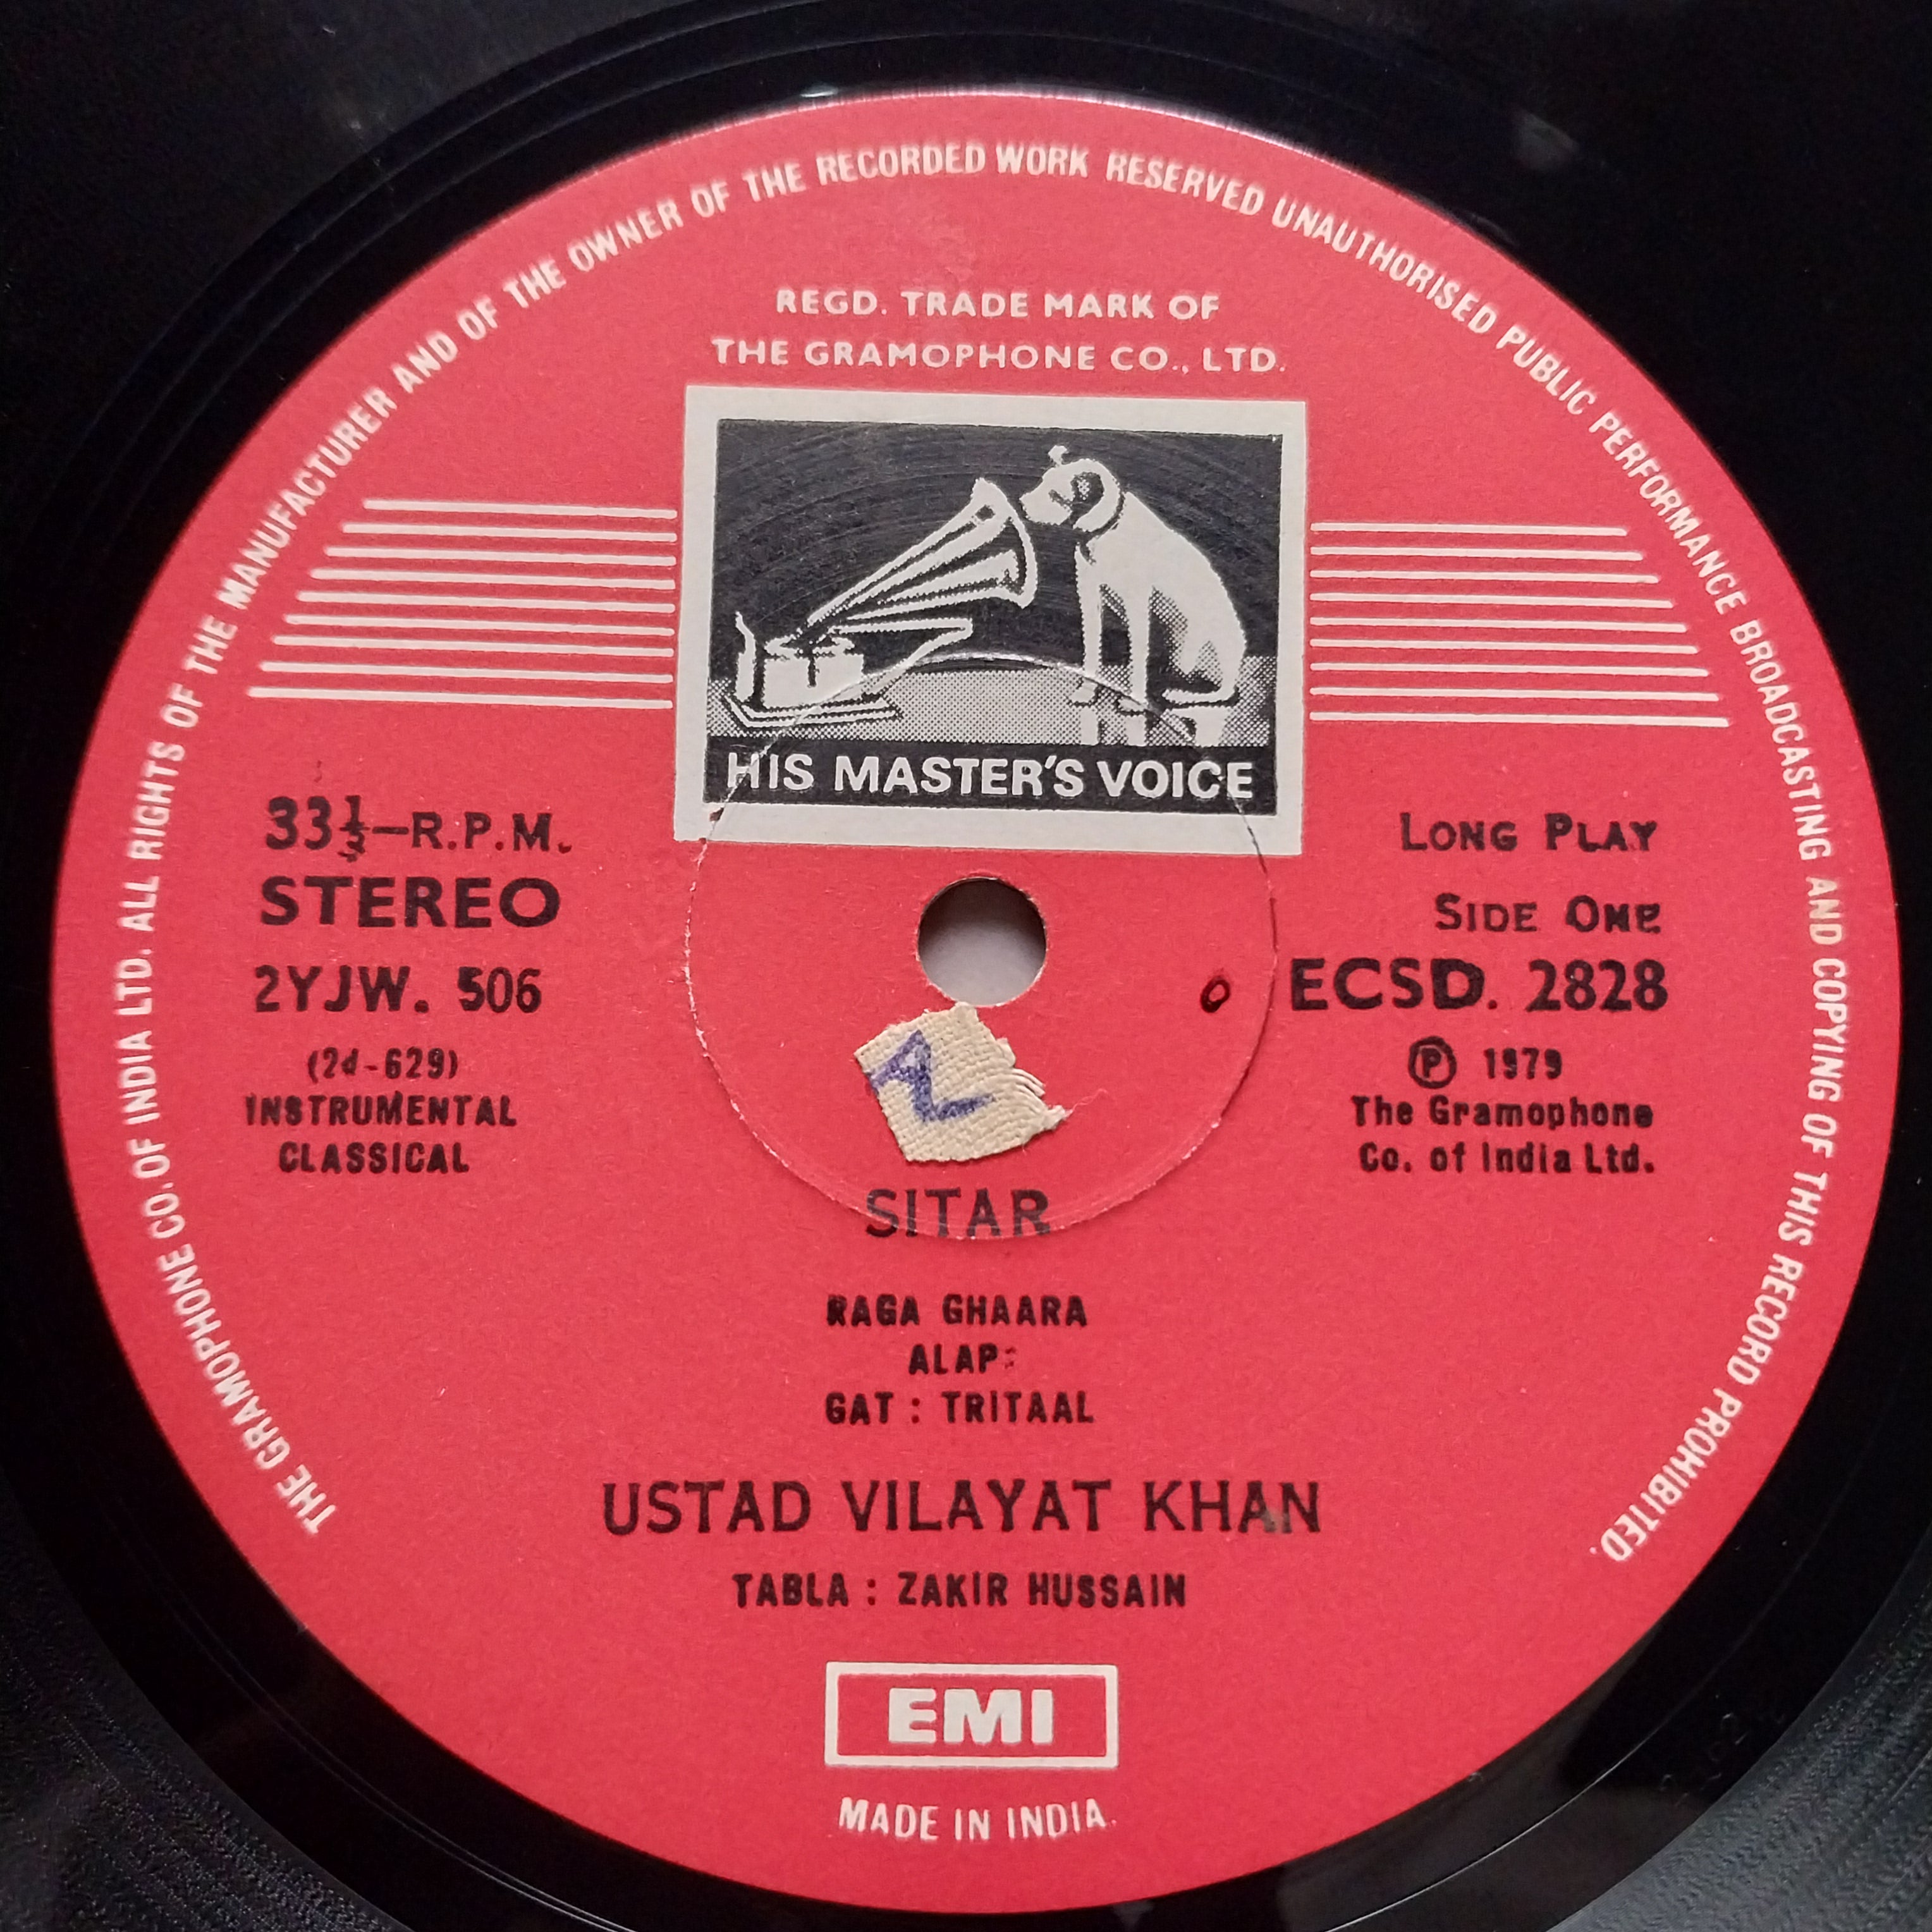 THE GRAMOPHONE CO. OF INDIA LTD. ALL RIGHTS OF THE MANUFACTURER AND OF THE OWNER OF THE RECORDED WORK RESERVED UNAUTHORISED PUBLIC PERFORMANCE BROADCASTING AND COPYING OF THIS RECORD PROHIBITED.
REGD. TRADE MARK OF
THE GRAMOPHONE CO., LTD.
HIS MASTER'S VOICE
33⅓-R.P.M.
STEREO
2YJW. 506
(2d-629)
INSTRUMENTAL
CLASSICAL
LONG PLAY
SIDE ONE
ECSD. 2828
Ⓟ 1979
The Gramophone
Co. of India Ltd.
SITAR
RAGA GHAARA
ALAP:
GAT : TRITAAL
USTAD VILAYAT KHAN
TABLA : ZAKIR HUSSAIN
EMI
MADE IN INDIA